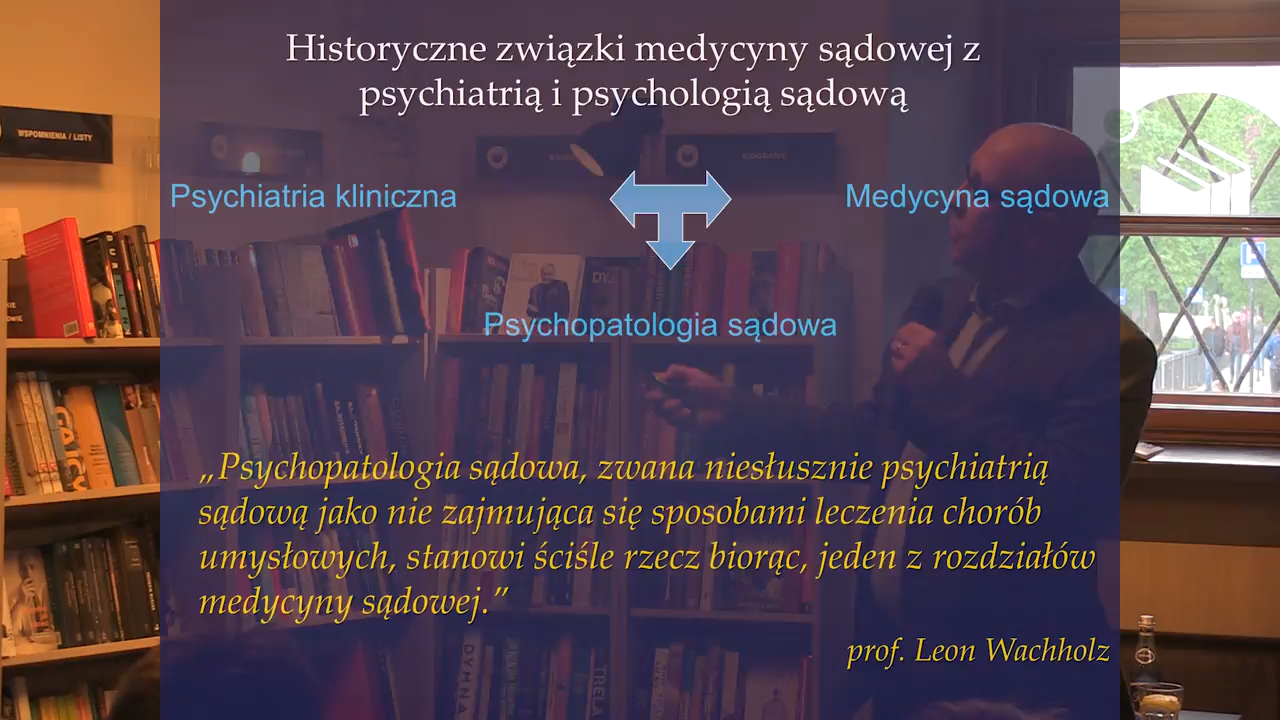 Historyczne związki medycyny sądowej z
psychiatrią i psychologią sądową
WSPOMNIENIA / LISTY
BIOGRAFIE
Psychiatria kliniczna
Medycyna sądowa
Psychopatologia sądowa
„Psychopatologia sądowa, zwana niesłusznie psychiatrią
sądową jako nie zajmująca się sposobami leczenia chorób
umysłowych, stanowi ściśle rzecz biorąc, jeden z rozdziałów
medycyny sądowej.”
prof. Leon Wachholz
H